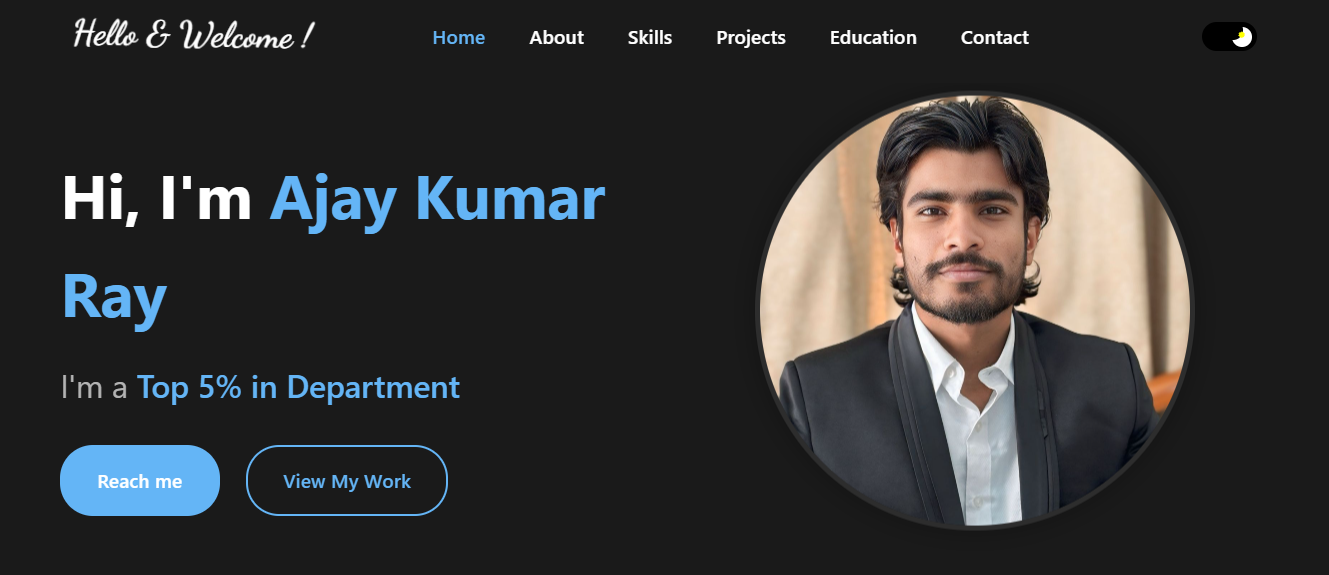 Hello & Welcome !
Home About Skills Projects Education Contact
Hi, I'm Ajay Kumar
Ray
I'm a Top 5% in Department
Reach me View My Work